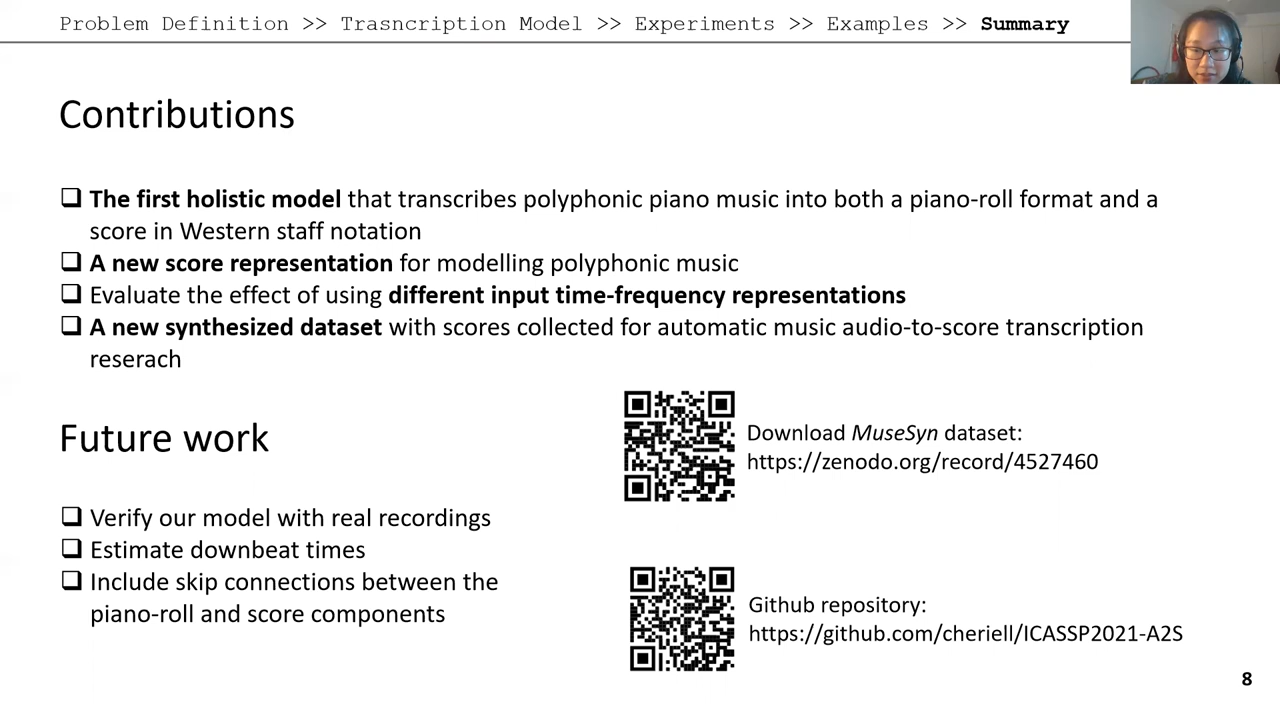 Problem Definition >> Trasncription Model >> Experiments >> Examples >> Summary
Contributions
The first holistic model that transcribes polyphonic piano music into both a piano-roll format and a
score in Western staff notation
A new score representation for modelling polyphonic music
Evaluate the effect of using different input time-frequency representations
A new synthesized dataset with scores collected for automatic music audio-to-score transcription
reserach
Future work
Verify our model with real recordings
Estimate downbeat times
Include skip connections between the
piano-roll and score components
Download MuseSyn dataset:
https://zenodo.org/record/4527460
Github repository:
https://github.com/cheriell/ICASSP2021-A2S
8